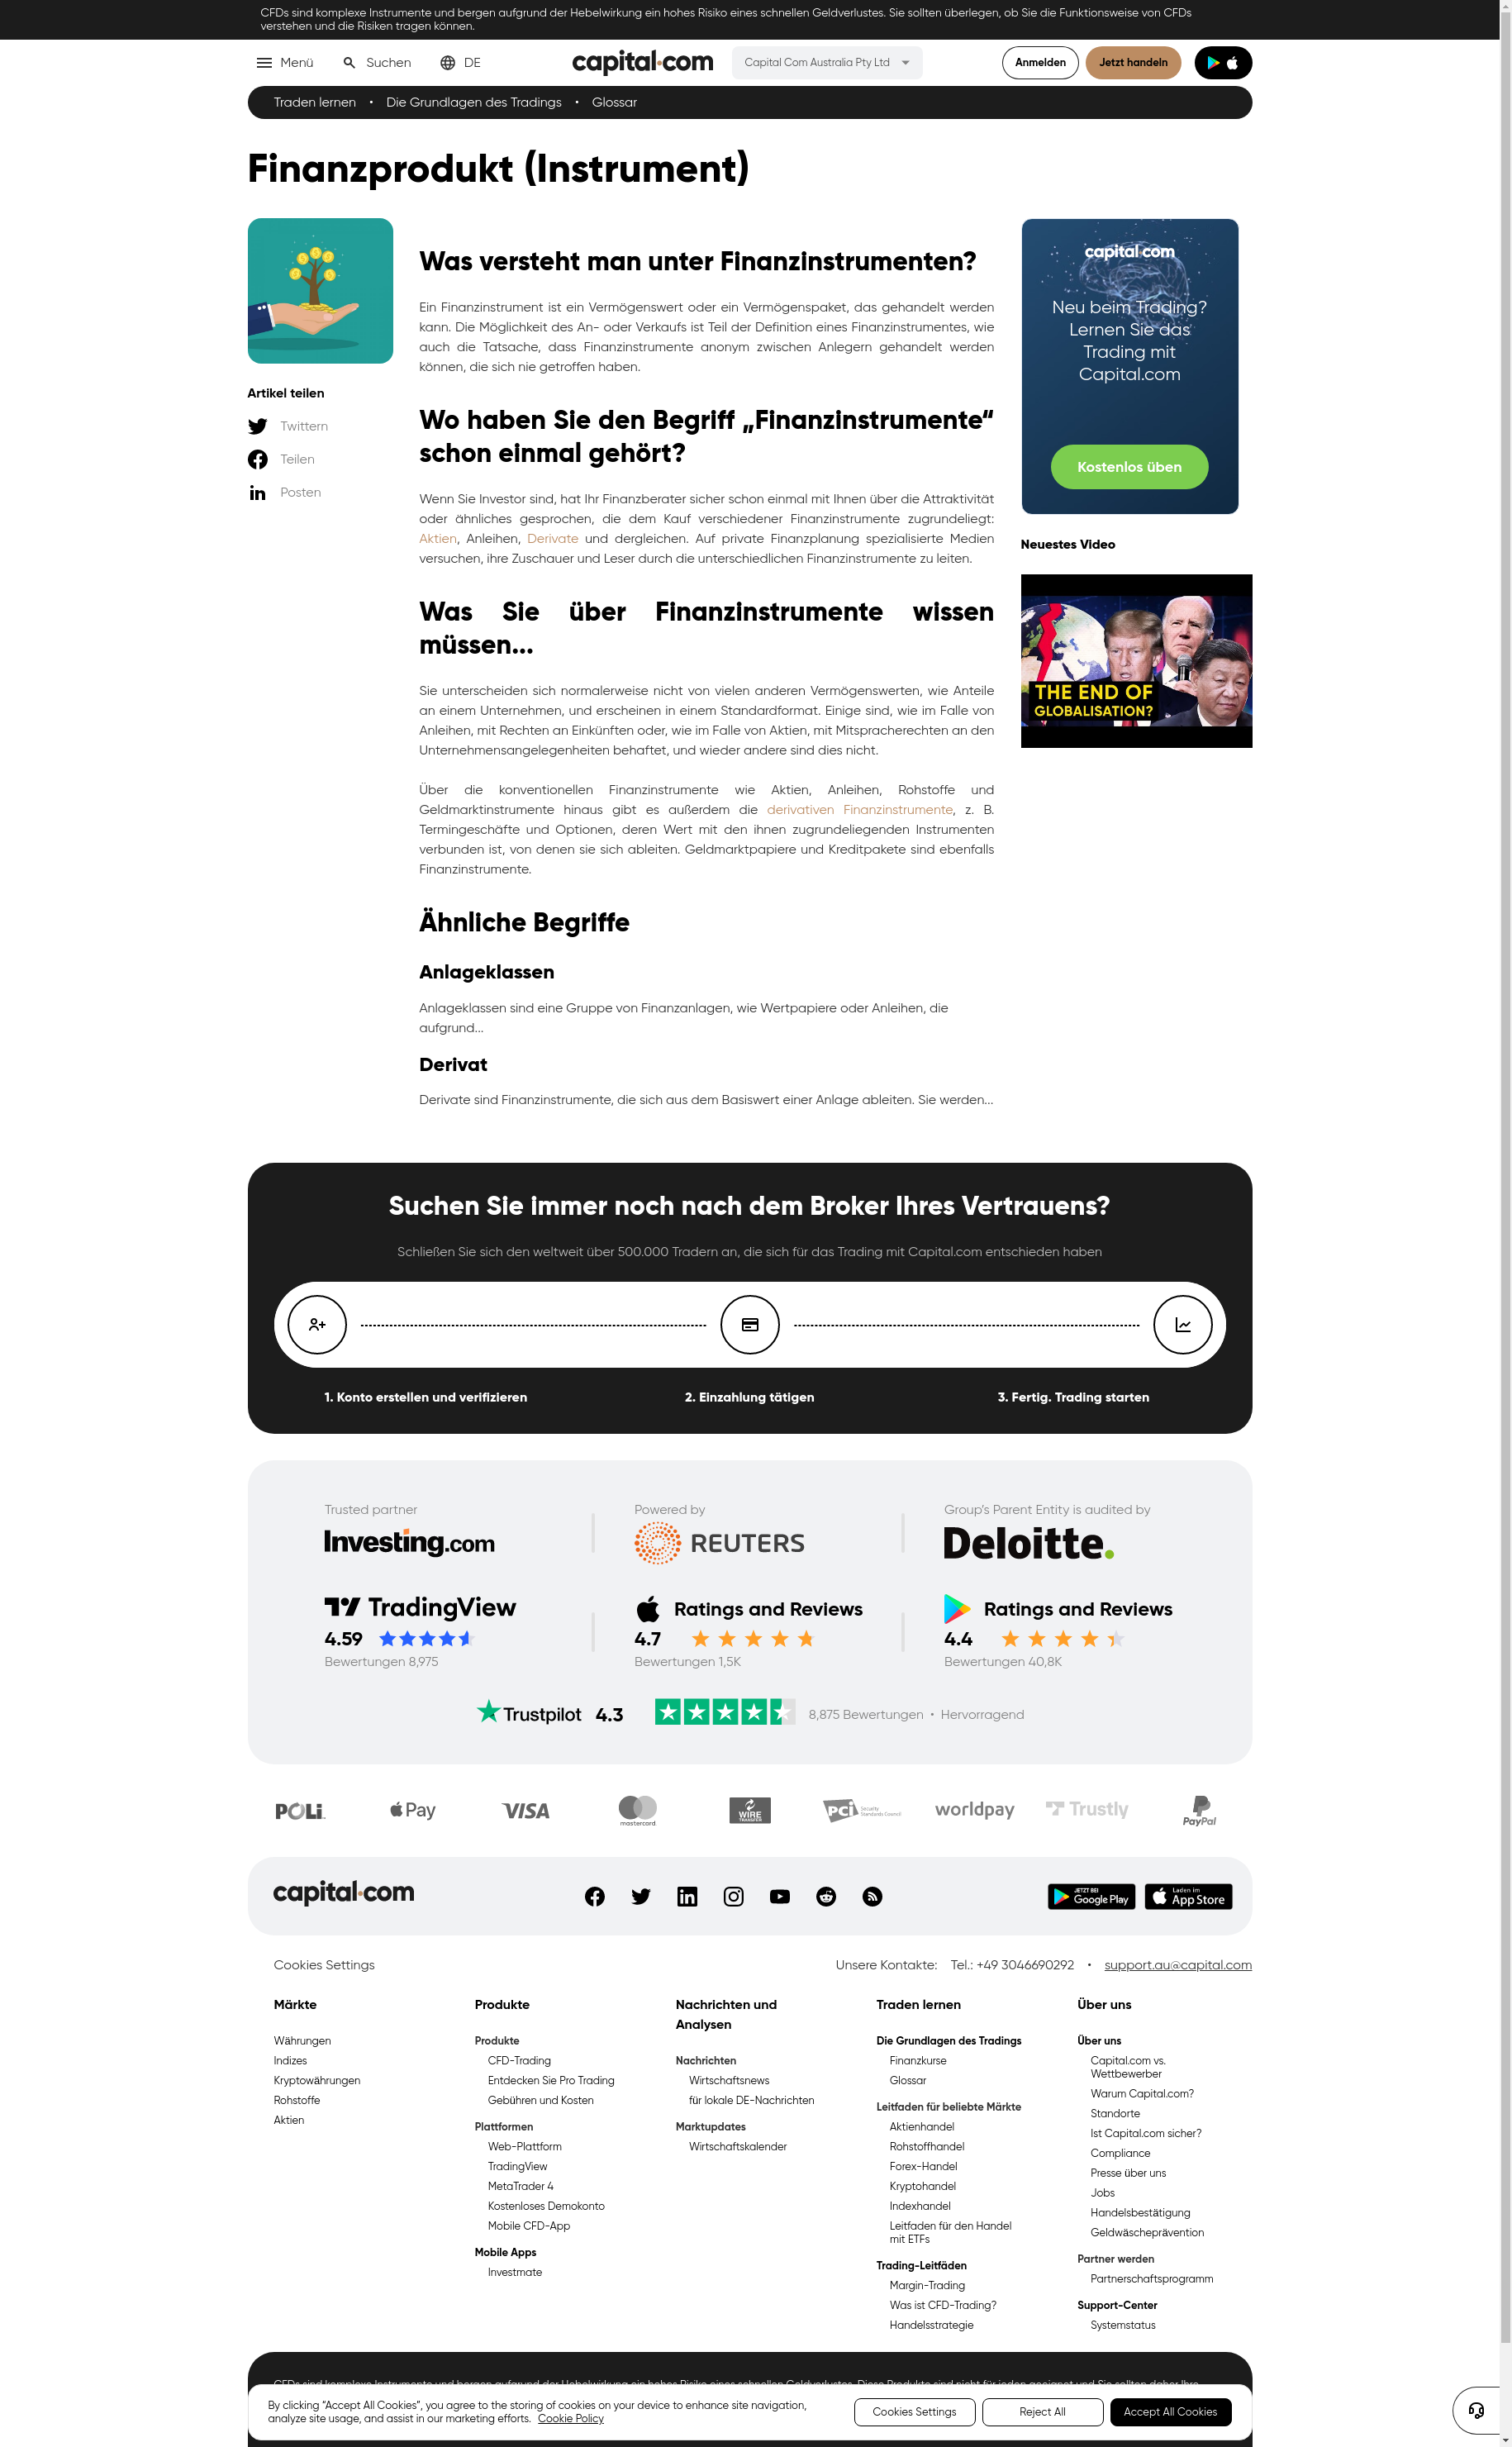 CFDs sind komplexe Instrumente und bergen aufgrund der Hebelwirkung ein hohes Risiko eines schnellen Geldverlustes. Sie sollten überlegen, ob Sie die Funktionsweise von CFDs
verstehen und die Risiken tragen können.
Menü
Suchen
DE
capital.com
Capital Com Australia Pty Ltd
Anmelden
Jetzt handeln
Traden lernen • Die Grundlagen des Tradings • Glossar
Finanzprodukt (Instrument)
Artikel teilen
Twittern
Teilen
Posten
Was versteht man unter Finanzinstrumenten?
Ein Finanzinstrument ist ein Vermögenswert oder ein Vermögenspaket, das gehandelt werden
kann. Die Möglichkeit des An- oder Verkaufs ist Teil der Definition eines Finanzinstrumentes, wie
auch die Tatsache, dass Finanzinstrumente anonym zwischen Anlegern gehandelt werden
können, die sich nie getroffen haben.
Wo haben Sie den Begriff „Finanzinstrumente“
schon einmal gehört?
Wenn Sie Investor sind, hat Ihr Finanzberater sicher schon einmal mit Ihnen über die Attraktivität
oder ähnliches gesprochen, die dem Kauf verschiedener Finanzinstrumente zugrundeliegt:
Aktien, Anleihen, Derivate und dergleichen. Auf private Finanzplanung spezialisierte Medien
versuchen, ihre Zuschauer und Leser durch die unterschiedlichen Finanzinstrumente zu leiten.
Was Sie über Finanzinstrumente wissen
müssen...
Sie unterscheiden sich normalerweise nicht von vielen anderen Vermögenswerten, wie Anteile
an einem Unternehmen, und erscheinen in einem Standardformat. Einige sind, wie im Falle von
Anleihen, mit Rechten an Einkünften oder, wie im Falle von Aktien, mit Mitspracherechten an den
Unternehmensangelegenheiten behaftet, und wieder andere sind dies nicht.
Über die konventionellen Finanzinstrumente wie Aktien, Anleihen, Rohstoffe und
Geldmarktinstrumente hinaus gibt es außerdem die derivativen Finanzinstrumente, z. B.
Termingeschäfte und Optionen, deren Wert mit den ihnen zugrundeliegenden Instrumenten
verbunden ist, von denen sie sich ableiten. Geldmarktpapiere und Kreditpakete sind ebenfalls
Finanzinstrumente.
Ähnliche Begriffe
Anlageklassen
Anlageklassen sind eine Gruppe von Finanzanlagen, wie Wertpapiere oder Anleihen, die
aufgrund...
Derivat
Derivate sind Finanzinstrumente, die sich aus dem Basiswert einer Anlage ableiten. Sie werden...
capital.com
Neu beim Trading?
Lernen Sie das
Trading mit
Capital.com
Kostenlos üben
Neuestes Video
THE END OF
GLOBALISATION?
Suchen Sie immer noch nach dem Broker Ihres Vertrauens?
Schließen Sie sich den weltweit über 500.000 Tradern an, die sich für das Trading mit Capital.com entschieden haben
1. Konto erstellen und verifizieren
2. Einzahlung tätigen
3. Fertig. Trading starten
Trusted partner
Investing.com
Powered by
REUTERS
Group’s Parent Entity is audited by
Deloitte.
TradingView
4.59
Bewertungen 8,975
Ratings and Reviews
4.7
Bewertungen 1,5K
Ratings and Reviews
4.4
Bewertungen 40,8K
Trustpilot 4.3
8,875 Bewertungen • Hervorragend
POLi
Pay
VISA
mastercard
WIRE
TRANSFER
PCI Security
Standards Council
worldpay
Trustly
PayPal
capital.com
JETZT BEI
Google Play
Laden im
App Store
Cookies Settings
Unsere Kontakte: Tel.: +49 3046690292 • support.au@capital.com
Märkte
Währungen
Indizes
Kryptowährungen
Rohstoffe
Aktien
Produkte
Produkte
CFD-Trading
Entdecken Sie Pro Trading
Gebühren und Kosten
Plattformen
Web-Plattform
TradingView
MetaTrader 4
Kostenloses Demokonto
Mobile CFD-App
Mobile Apps
Investmate
Nachrichten und
Analysen
Nachrichten
Wirtschaftsnews
für lokale DE-Nachrichten
Marktupdates
Wirtschaftskalender
Traden lernen
Die Grundlagen des Tradings
Finanzkurse
Glossar
Leitfaden für beliebte Märkte
Aktienhandel
Rohstoffhandel
Forex-Handel
Kryptohandel
Indexhandel
Leitfaden für den Handel
mit ETFs
Trading-Leitfäden
Margin-Trading
Was ist CFD-Trading?
Handelsstrategie
Über uns
Über uns
Capital.com vs.
Wettbewerber
Warum Capital.com?
Standorte
Ist Capital.com sicher?
Compliance
Presse über uns
Jobs
Handelsbestätigung
Geldwäscheprävention
Partner werden
Partnerschaftsprogramm
Support-Center
Systemstatus
CFDs sind komplexe Instrumente und bergen aufgrund der Hebelwirkung ein hohes Risiko eines schnellen Geldverlustes. Diese Produkte sind nicht für jeden geeignet und Sie sollten daher Ihre
By clicking “Accept All Cookies”, you agree to the storing of cookies on your device to enhance site navigation,
analyze site usage, and assist in our marketing efforts. Cookie Policy
Cookies Settings
Reject All
Accept All Cookies